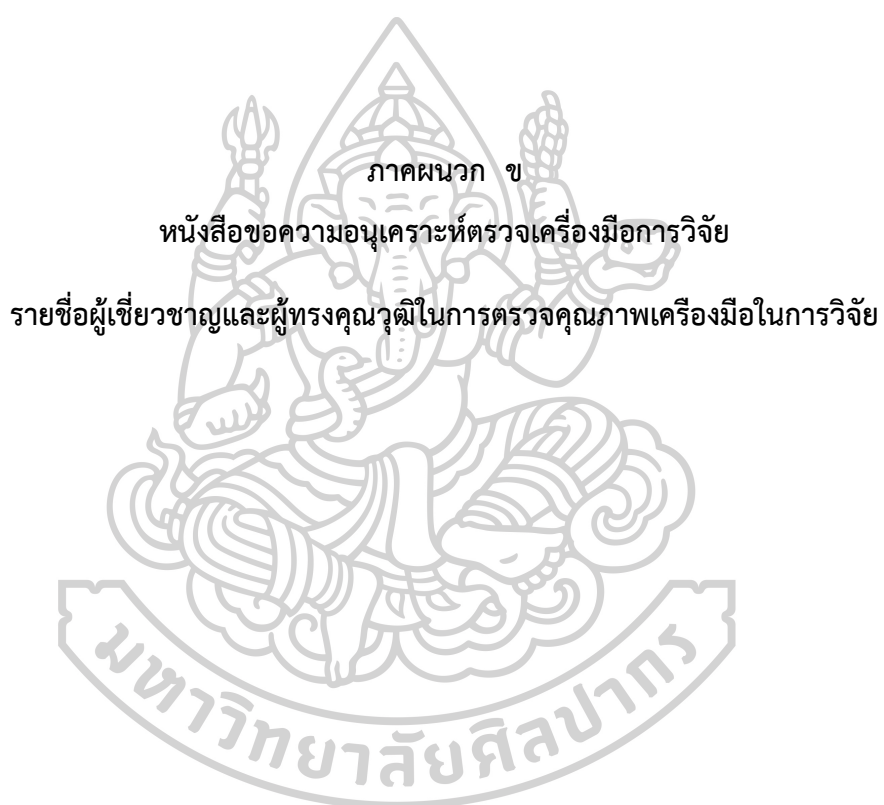 ภาคผนวก ข
หนังสือขอความอนุเคราะห์ตรวจเครื่องมือการวิจัย
รายชื่อผู้เชี่ยวชาญและผู้ทรงคุณวุฒิในการตรวจคุณภาพเครืองมือในการวิจัย
มหาวิทยาลัยศิลปากร